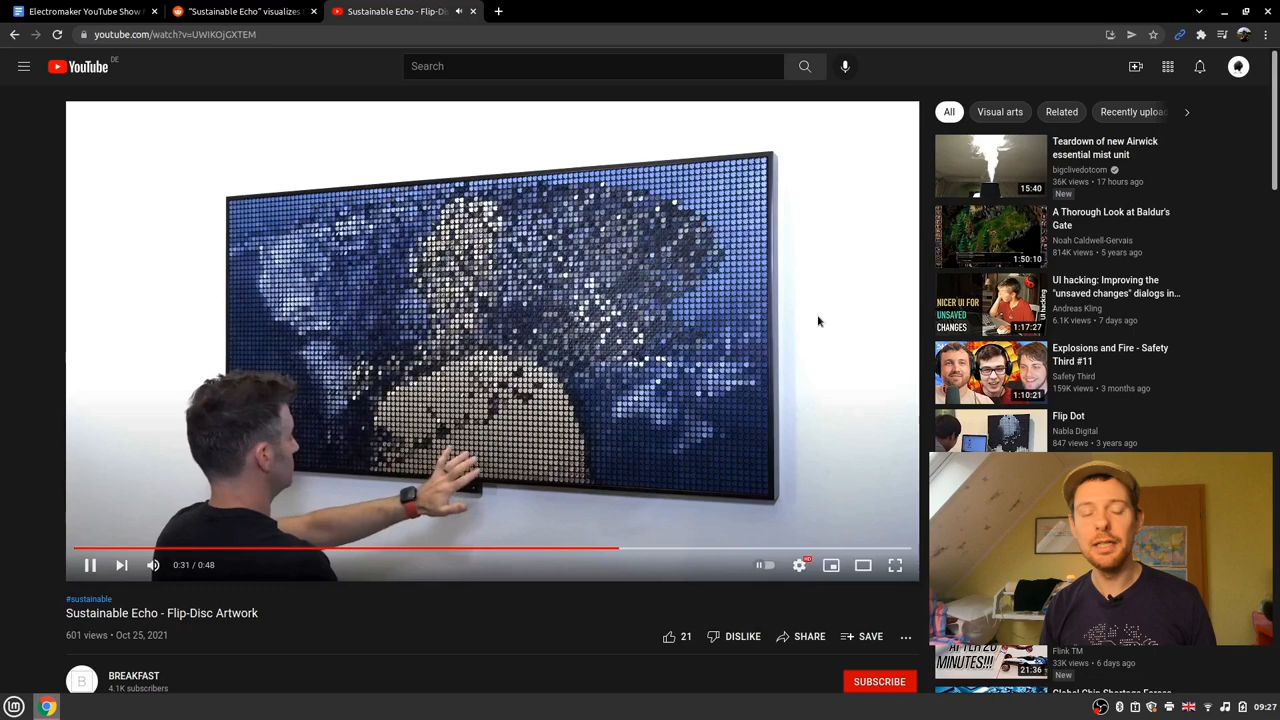 Electromaker YouTube Show
"Sustainable Echo" visualizes
Sustainable Echo - Flip-Di
youtube.com/watch?v=UWIKOjGXTEM
YouTube
DE
Search
All
Visual arts
Related
Recently uploa
Teardown of new Airwick
essential mist unit
bigclivedotcom
36K views • 17 hours ago
New
15:40
A Thorough Look at Baldur's
Gate
Noah Caldwell-Gervais
814K views • 5 years ago
1:50:10
UI hacking: Improving the
"unsaved changes" dialogs in...
Andreas Kling
6.1K views • 7 days ago
NICER UI FOR
UNSAVED
CHANGES
1:17:27
Explosions and Fire - Safety
Third #11
Safety Third
159K views • 3 months ago
1:10:21
Flip Dot
Nabla Digital
847 views • 3 years ago
0:31 / 0:48
HD
#sustainable
Sustainable Echo - Flip-Disc Artwork
601 views • Oct 25, 2021
21
DISLIKE
SHARE
SAVE
B
BREAKFAST
4.1K subscribers
SUBSCRIBE
AFTER 20
MINUTES!!!
21:36
Flink TM
33K views • 6 days ago
New
09:27